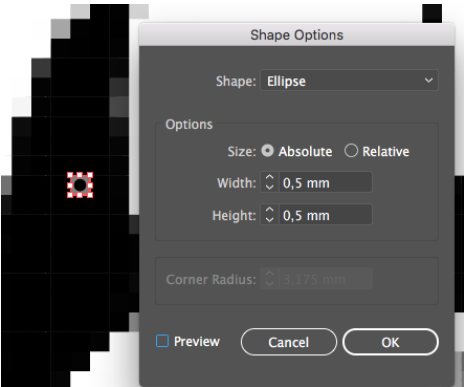 Shape Options
Shape: Ellipse
Options
Size: Absolute Relative
Width: 0,5 mm
Height: 0,5 mm
Corner Radius: 3,175 mm
Preview Cancel OK